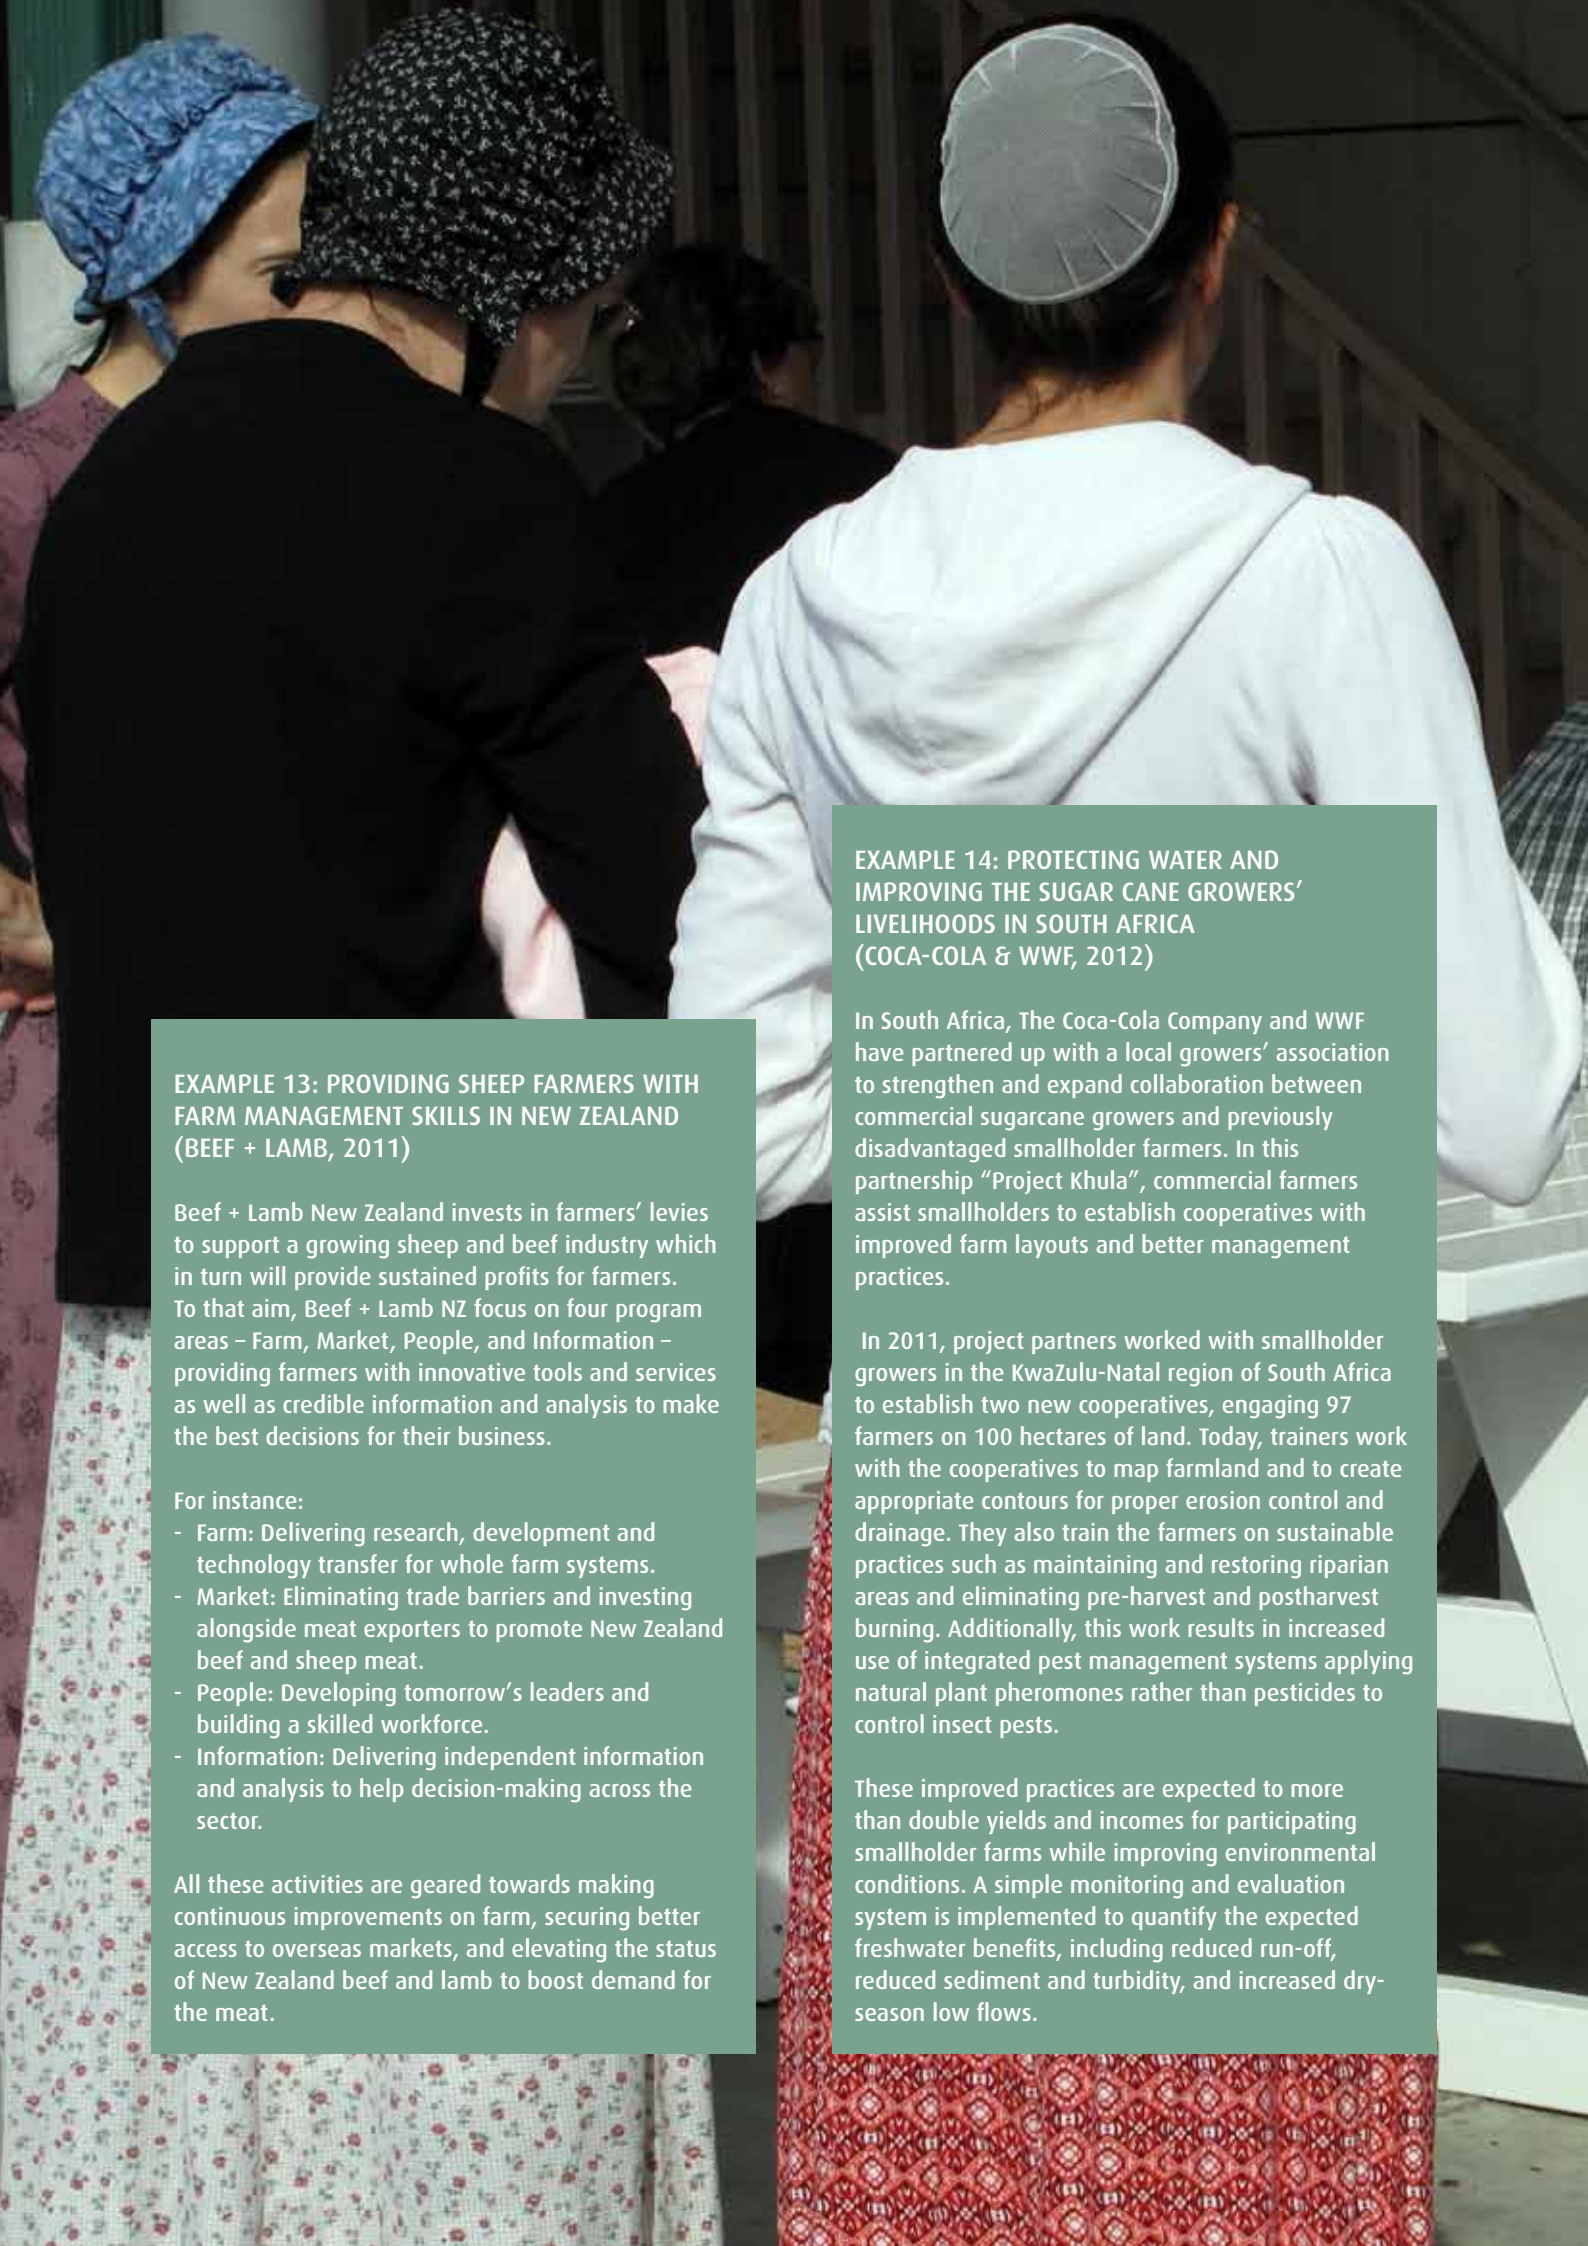 EXAMPLE 13: PROVIDING SHEEP FARMERS WITH
FARM MANAGEMENT SKILLS IN NEW ZEALAND
(BEEF + LAMB, 2011)
Beef + Lamb New Zealand invests in farmers’ levies
to support a growing sheep and beef industry which
in turn will provide sustained profits for farmers.
To that aim, Beef + Lamb NZ focus on four program
areas – Farm, Market, People, and Information –
providing farmers with innovative tools and services
as well as credible information and analysis to make
the best decisions for their business.
For instance:
- Farm: Delivering research, development and
technology transfer for whole farm systems.
- Market: Eliminating trade barriers and investing
alongside meat exporters to promote New Zealand
beef and sheep meat.
- People: Developing tomorrow’s leaders and
building a skilled workforce.
- Information: Delivering independent information
and analysis to help decision-making across the
sector.
All these activities are geared towards making
continuous improvements on farm, securing better
access to overseas markets, and elevating the status
of New Zealand beef and lamb to boost demand for
the meat.
EXAMPLE 14: PROTECTING WATER AND
IMPROVING THE SUGAR CANE GROWERS’
LIVELIHOODS IN SOUTH AFRICA
(COCA-COLA & WWF, 2012)
In South Africa, The Coca-Cola Company and WWF
have partnered up with a local growers’ association
to strengthen and expand collaboration between
commercial sugarcane growers and previously
disadvantaged smallholder farmers. In this
partnership “Project Khula”, commercial farmers
assist smallholders to establish cooperatives with
improved farm layouts and better management
practices.
In 2011, project partners worked with smallholder
growers in the KwaZulu-Natal region of South Africa
to establish two new cooperatives, engaging 97
farmers on 100 hectares of land. Today, trainers work
with the cooperatives to map farmland and to create
appropriate contours for proper erosion control and
drainage. They also train the farmers on sustainable
practices such as maintaining and restoring riparian
areas and eliminating pre-harvest and postharvest
burning. Additionally, this work results in increased
use of integrated pest management systems applying
natural plant pheromones rather than pesticides to
control insect pests.
These improved practices are expected to more
than double yields and incomes for participating
smallholder farms while improving environmental
conditions. A simple monitoring and evaluation
system is implemented to quantify the expected
freshwater benefits, including reduced run-off,
reduced sediment and turbidity, and increased dry-
season low flows.